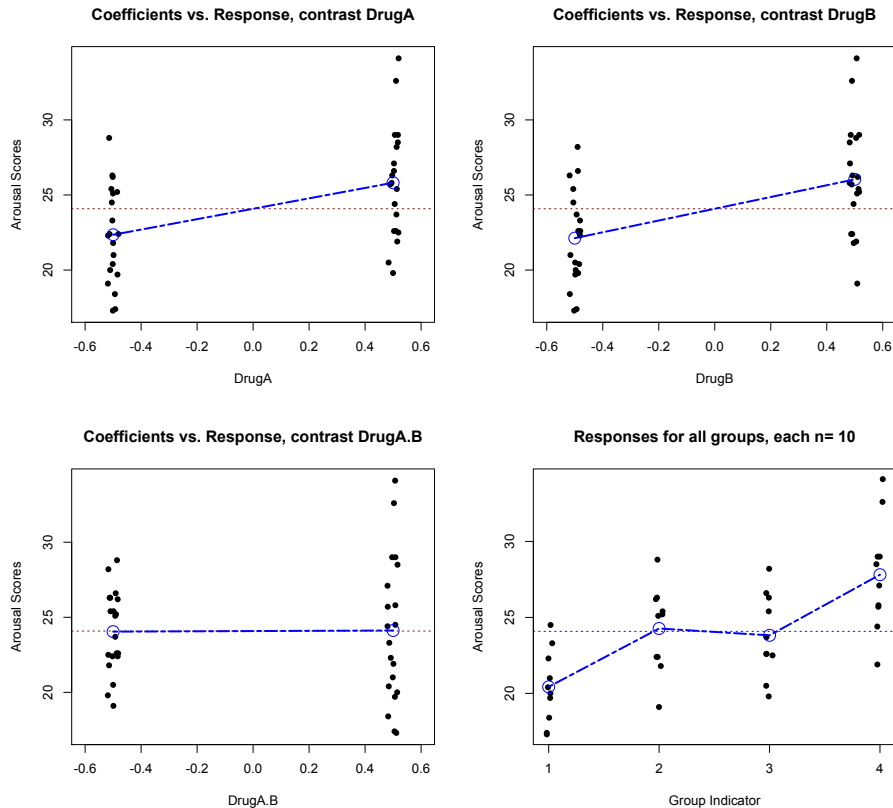 Coefficients vs. Response, contrast DrugA
Arousal Scores
20 25 30
-0.6 -0.4 -0.2 0.0 0.2 0.4 0.6
DrugA
Coefficients vs. Response, contrast DrugB
Arousal Scores
20 25 30
-0.6 -0.4 -0.2 0.0 0.2 0.4 0.6
DrugB
Coefficients vs. Response, contrast DrugA.B
Arousal Scores
20 25 30
-0.6 -0.4 -0.2 0.0 0.2 0.4 0.6
DrugA.B
Responses for all groups, each n= 10
Arousal Scores
20 25 30
1 2 3 4
Group Indicator